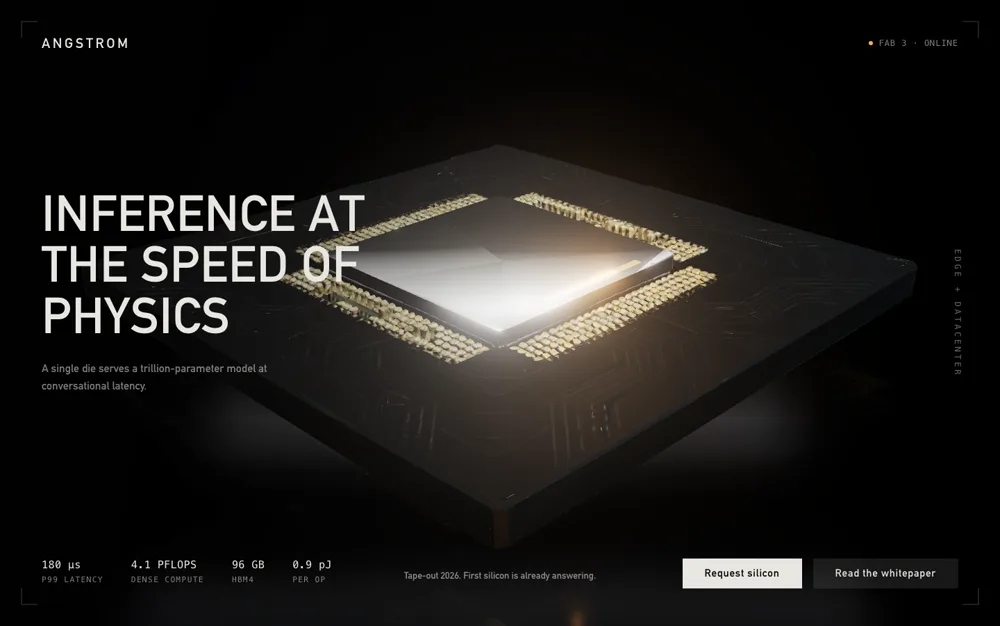 ANGSTROM
FAB 3 · ONLINE
INFERENCE AT
THE SPEED OF
PHYSICS
A single die serves a trillion-parameter model at
conversational latency.
EDGE + DATACENTER
180 µs
P99 LATENCY
4.1 PFLOPS
DENSE COMPUTE
96 GB
HBM4
0.9 pJ
PER OP
Tape-out 2026. First silicon is already answering.
Request silicon
Read the whitepaper